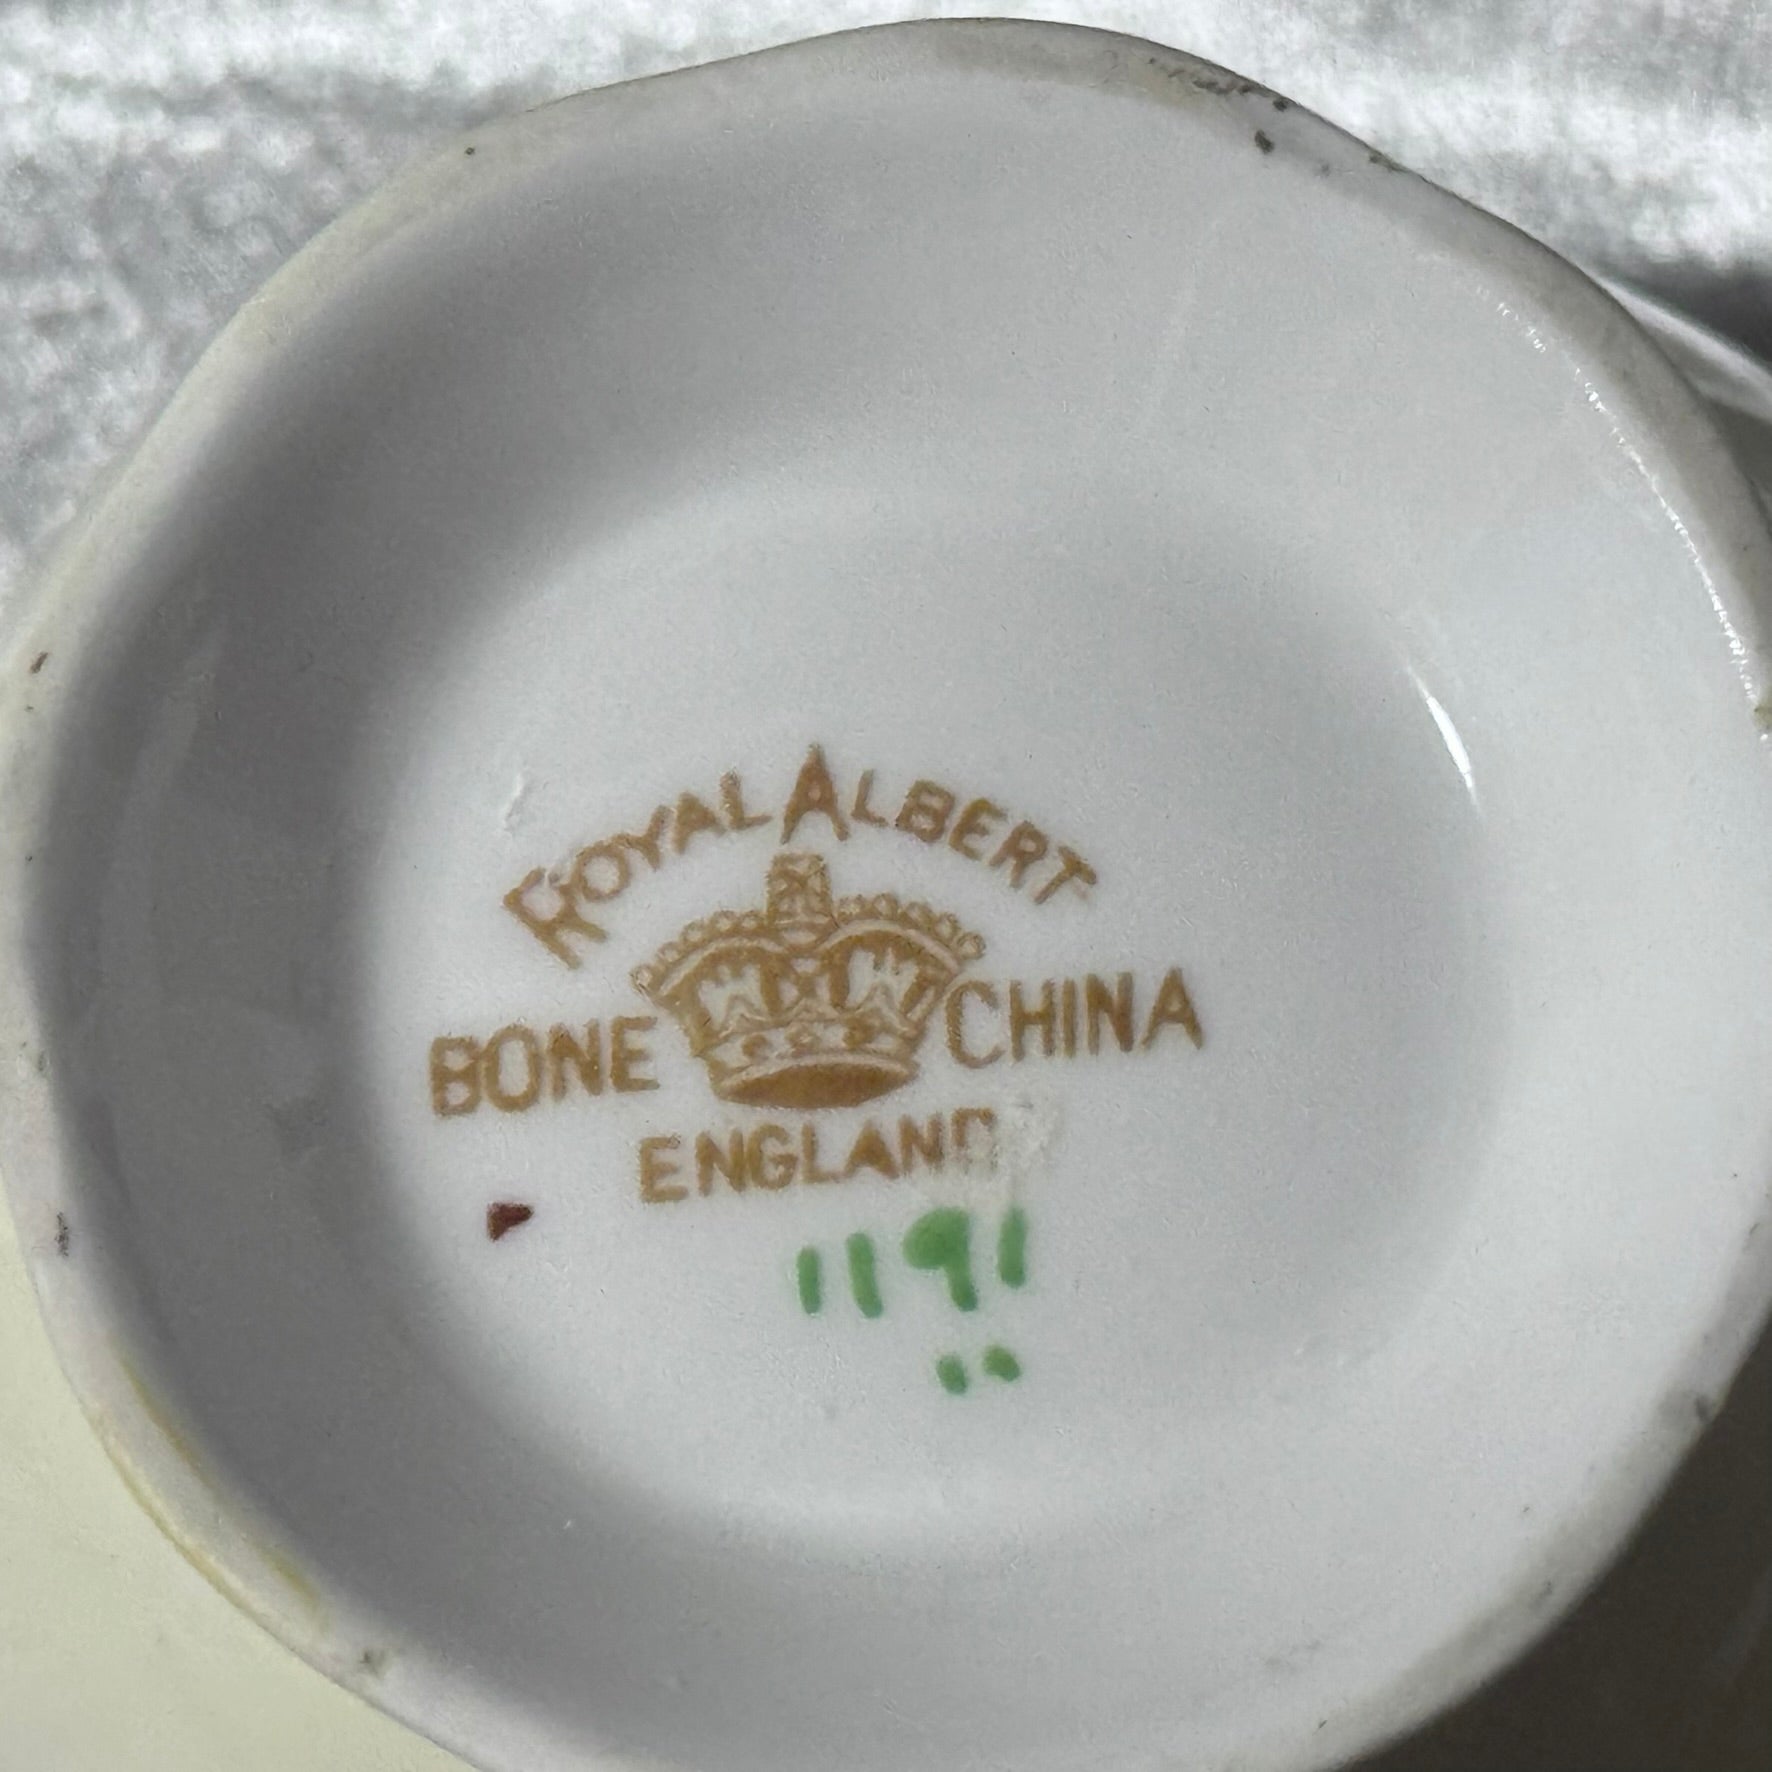 ROYAL ALBERT
BONE CHINA
ENGLAND
1191